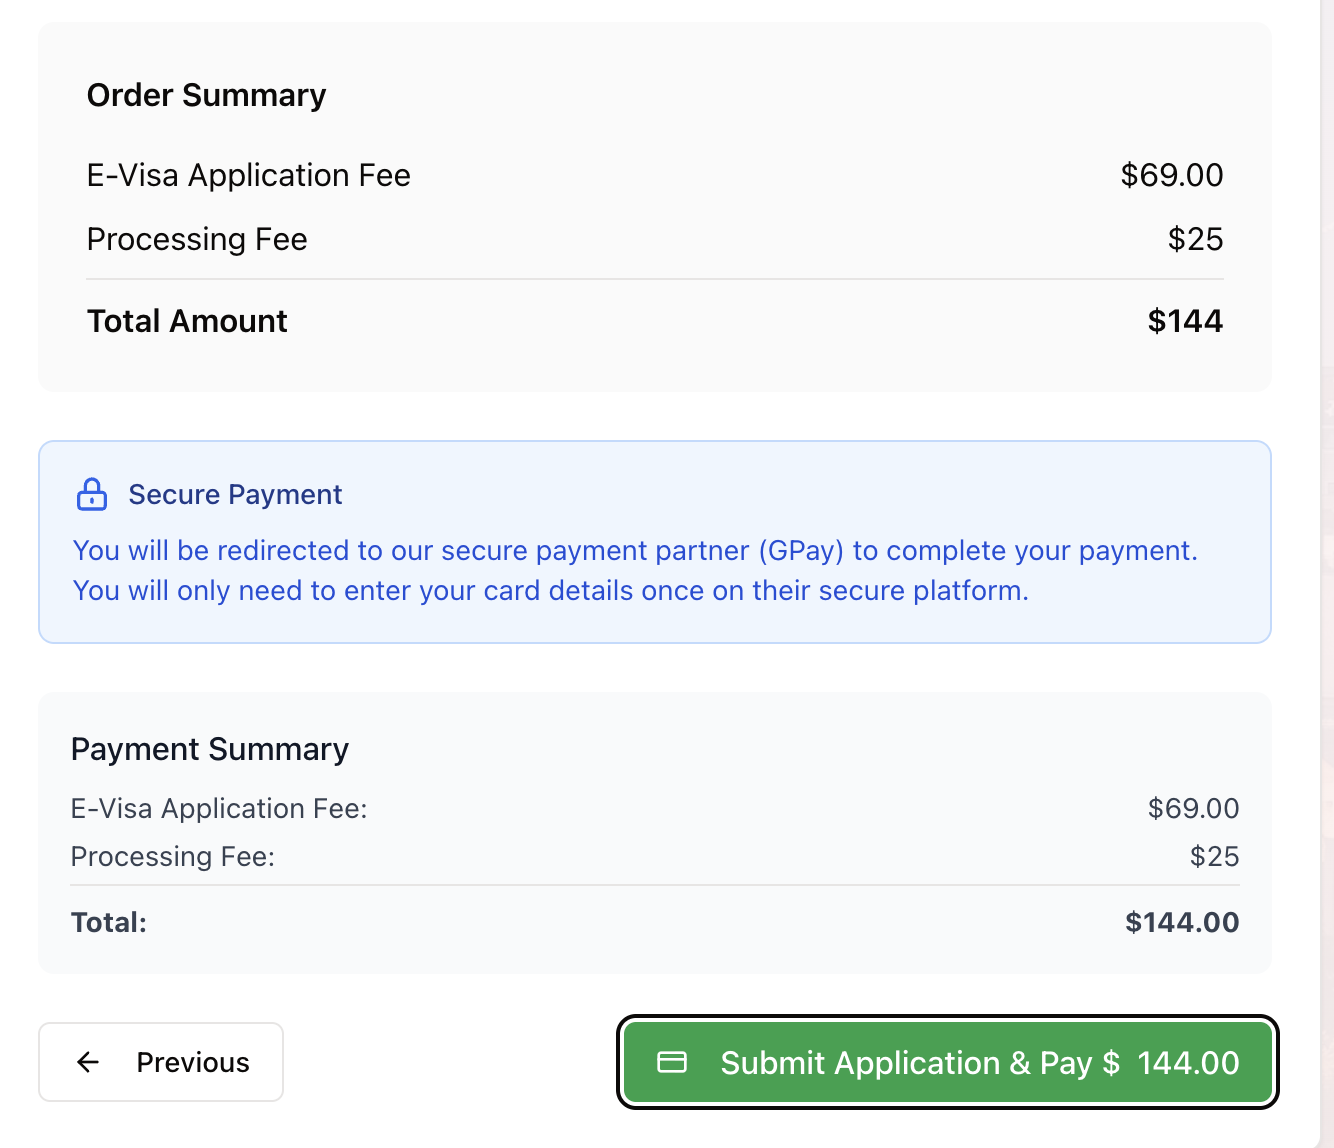 Order Summary
E-Visa Application Fee $69.00
Processing Fee $25
Total Amount $144
Secure Payment
You will be redirected to our secure payment partner (GPay) to complete your payment.
You will only need to enter your card details once on their secure platform.
Payment Summary
E-Visa Application Fee: $69.00
Processing Fee: $25
Total: $144.00
Previous
Submit Application & Pay $ 144.00